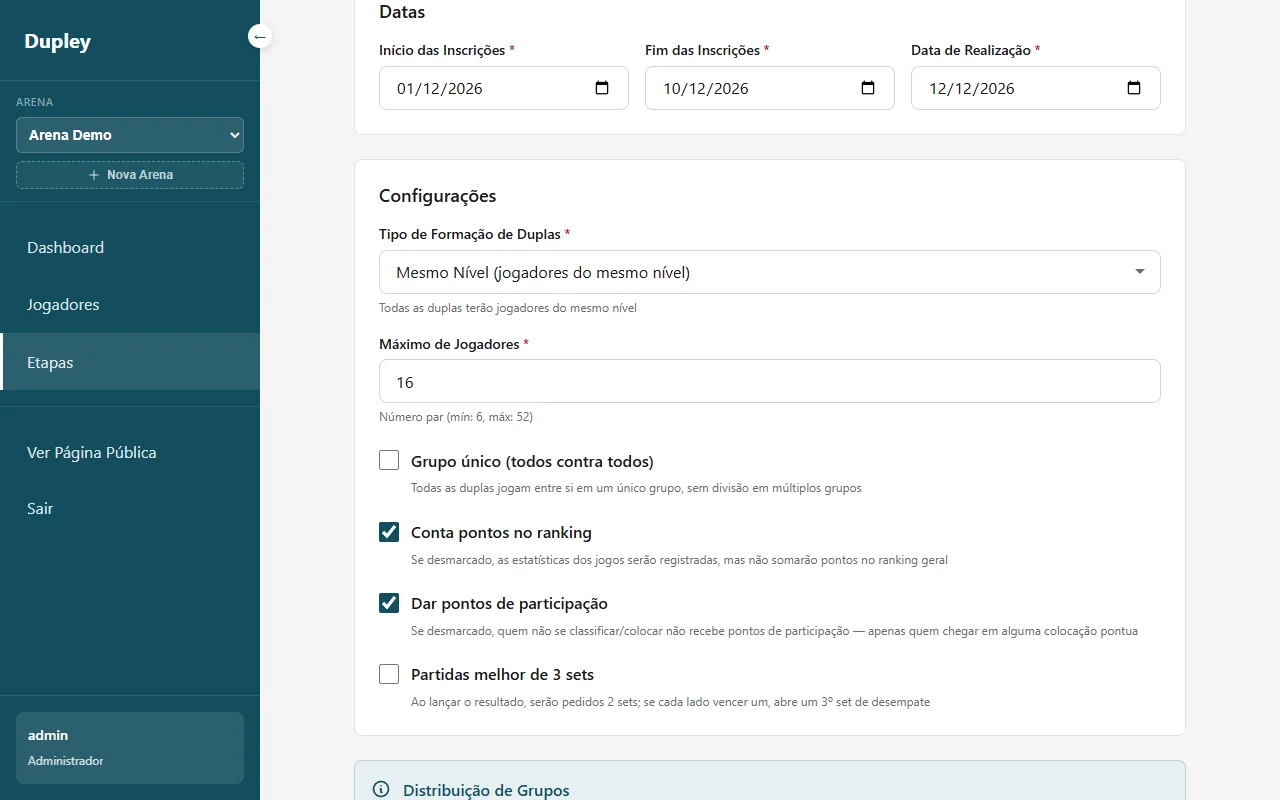 Dupley
←
ARENA
Arena Demo
+ Nova Arena
Dashboard
Jogadores
Etapas
Ver Página Pública
Sair
admin
Administrador
Datas
Início das Inscrições *
Fim das Inscrições *
Data de Realização *
01/12/2026
10/12/2026
12/12/2026
Configurações
Tipo de Formação de Duplas *
Mesmo Nível (jogadores do mesmo nível)
Todas as duplas terão jogadores do mesmo nível
Máximo de Jogadores *
16
Número par (mín: 6, máx: 52)
Grupo único (todos contra todos)
Todas as duplas jogam entre si em um único grupo, sem divisão em múltiplos grupos
Conta pontos no ranking
Se desmarcado, as estatísticas dos jogos serão registradas, mas não somarão pontos no ranking geral
Dar pontos de participação
Se desmarcado, quem não se classificar/colocar não recebe pontos de participação — apenas quem chegar em alguma colocação pontua
Partidas melhor de 3 sets
Ao lançar o resultado, serão pedidos 2 sets; se cada lado vencer um, abre um 3º set de desempate
Distribuição de Grupos